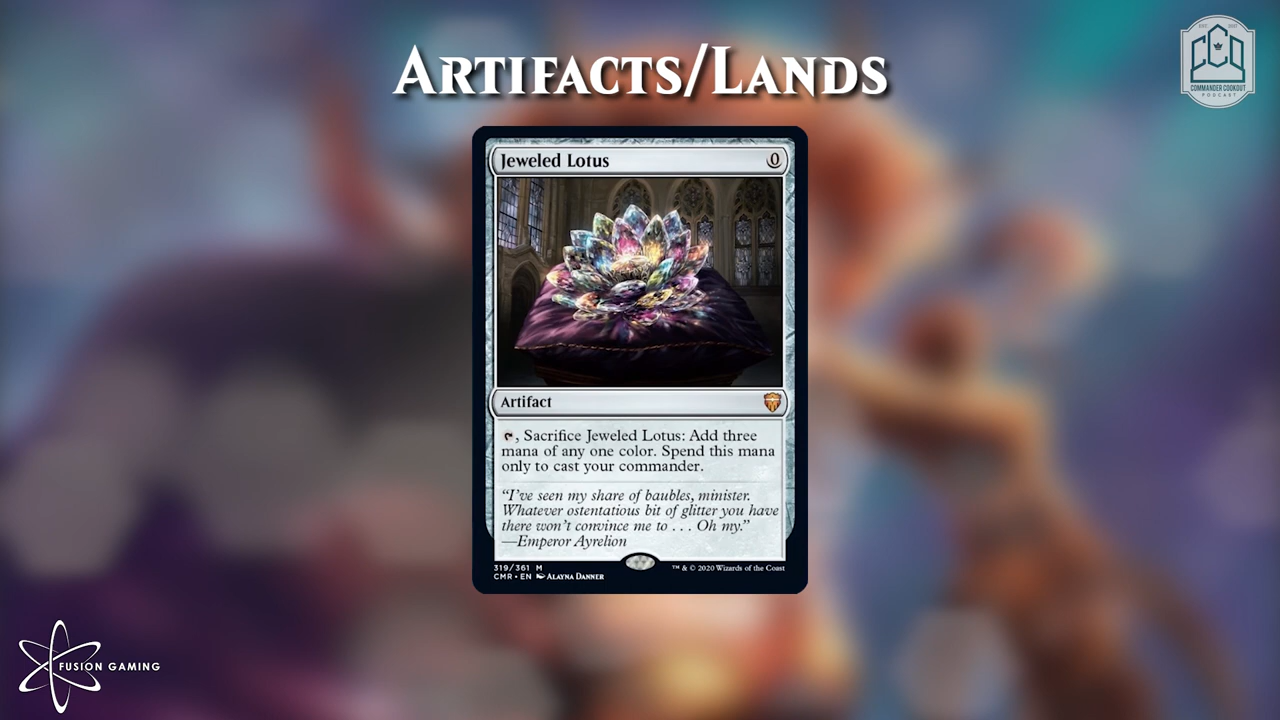 ARTIFACTS/LANDS
CCO
COMMANDER COOKOUT
PODCAST
Jeweled Lotus 0
Artifact
, Sacrifice Jeweled Lotus: Add three
mana of any one color. Spend this mana
only to cast your commander.
“I’ve seen my share of baubles, minister.
Whatever ostentatious bit of glitter you have
there won’t convince me to . . . Oh my.”
—Emperor Ayrelion
319/361 M
CMR • EN ALAYNA DANNER
™ & © 2020 Wizards of the Coast
FUSION GAMING